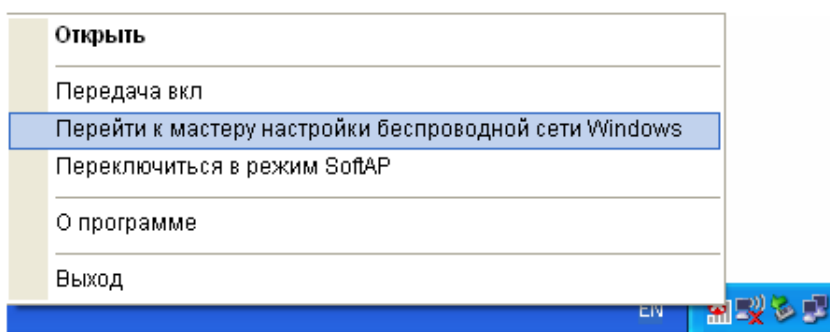 Открыть
Передача вкл
Перейти к мастеру настройки беспроводной сети Windows
Переключиться в режим SoftAP
О программе
Выход
EN